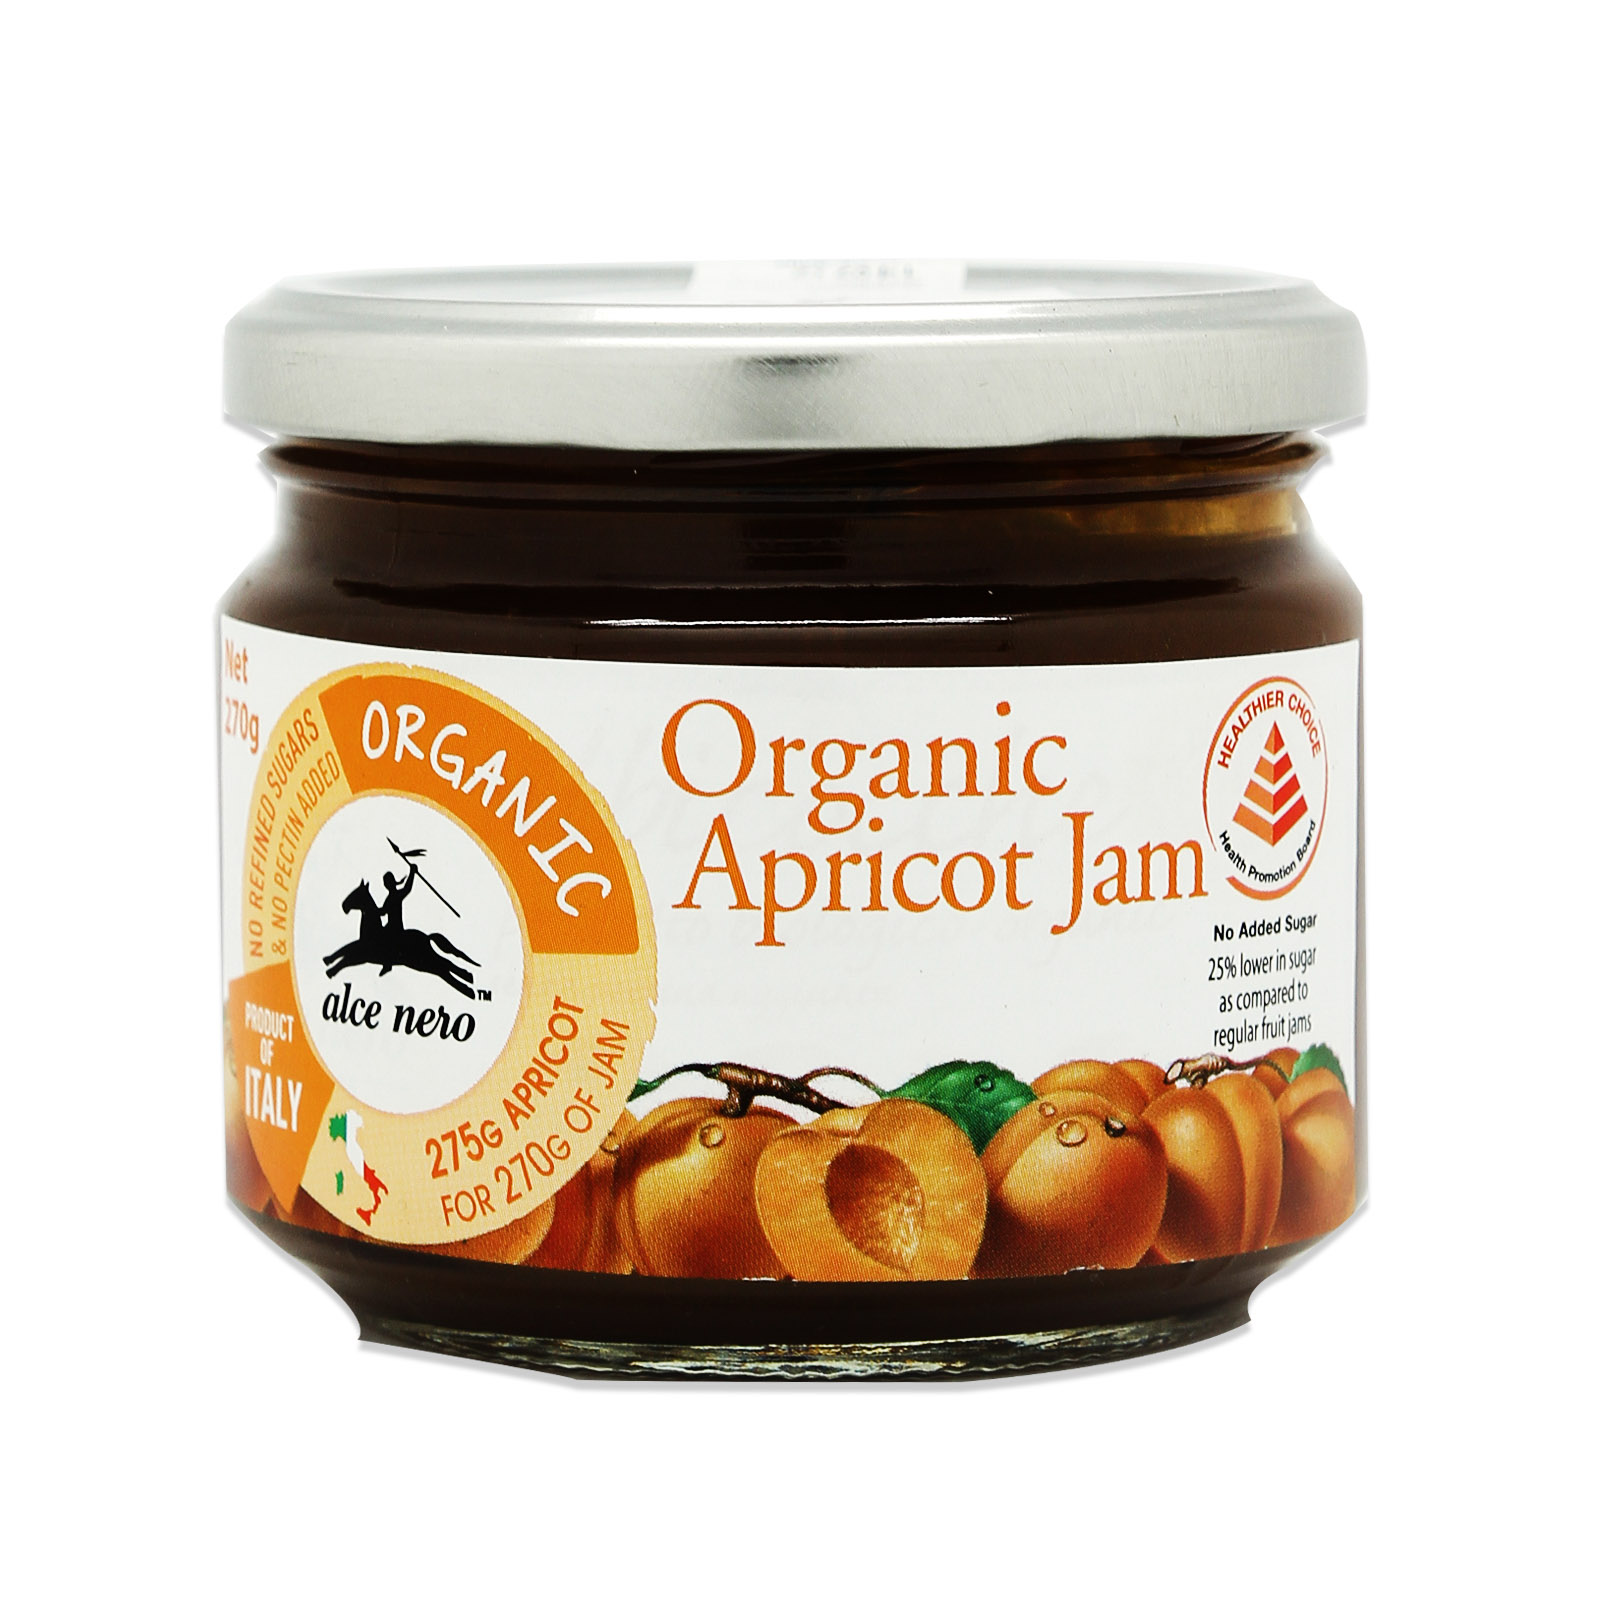 Net
270g
NO REFINED SUGARS
& NO PECTIN ADDED
ORGANIC
alce nero™
PRODUCT
OF
ITALY
275G APRICOT
FOR 270G OF JAM
Organic
Apricot Jam
HEALTHIER CHOICE
Health Promotion Board
No Added Sugar
25% lower in sugar
as compared to
regular fruit jams